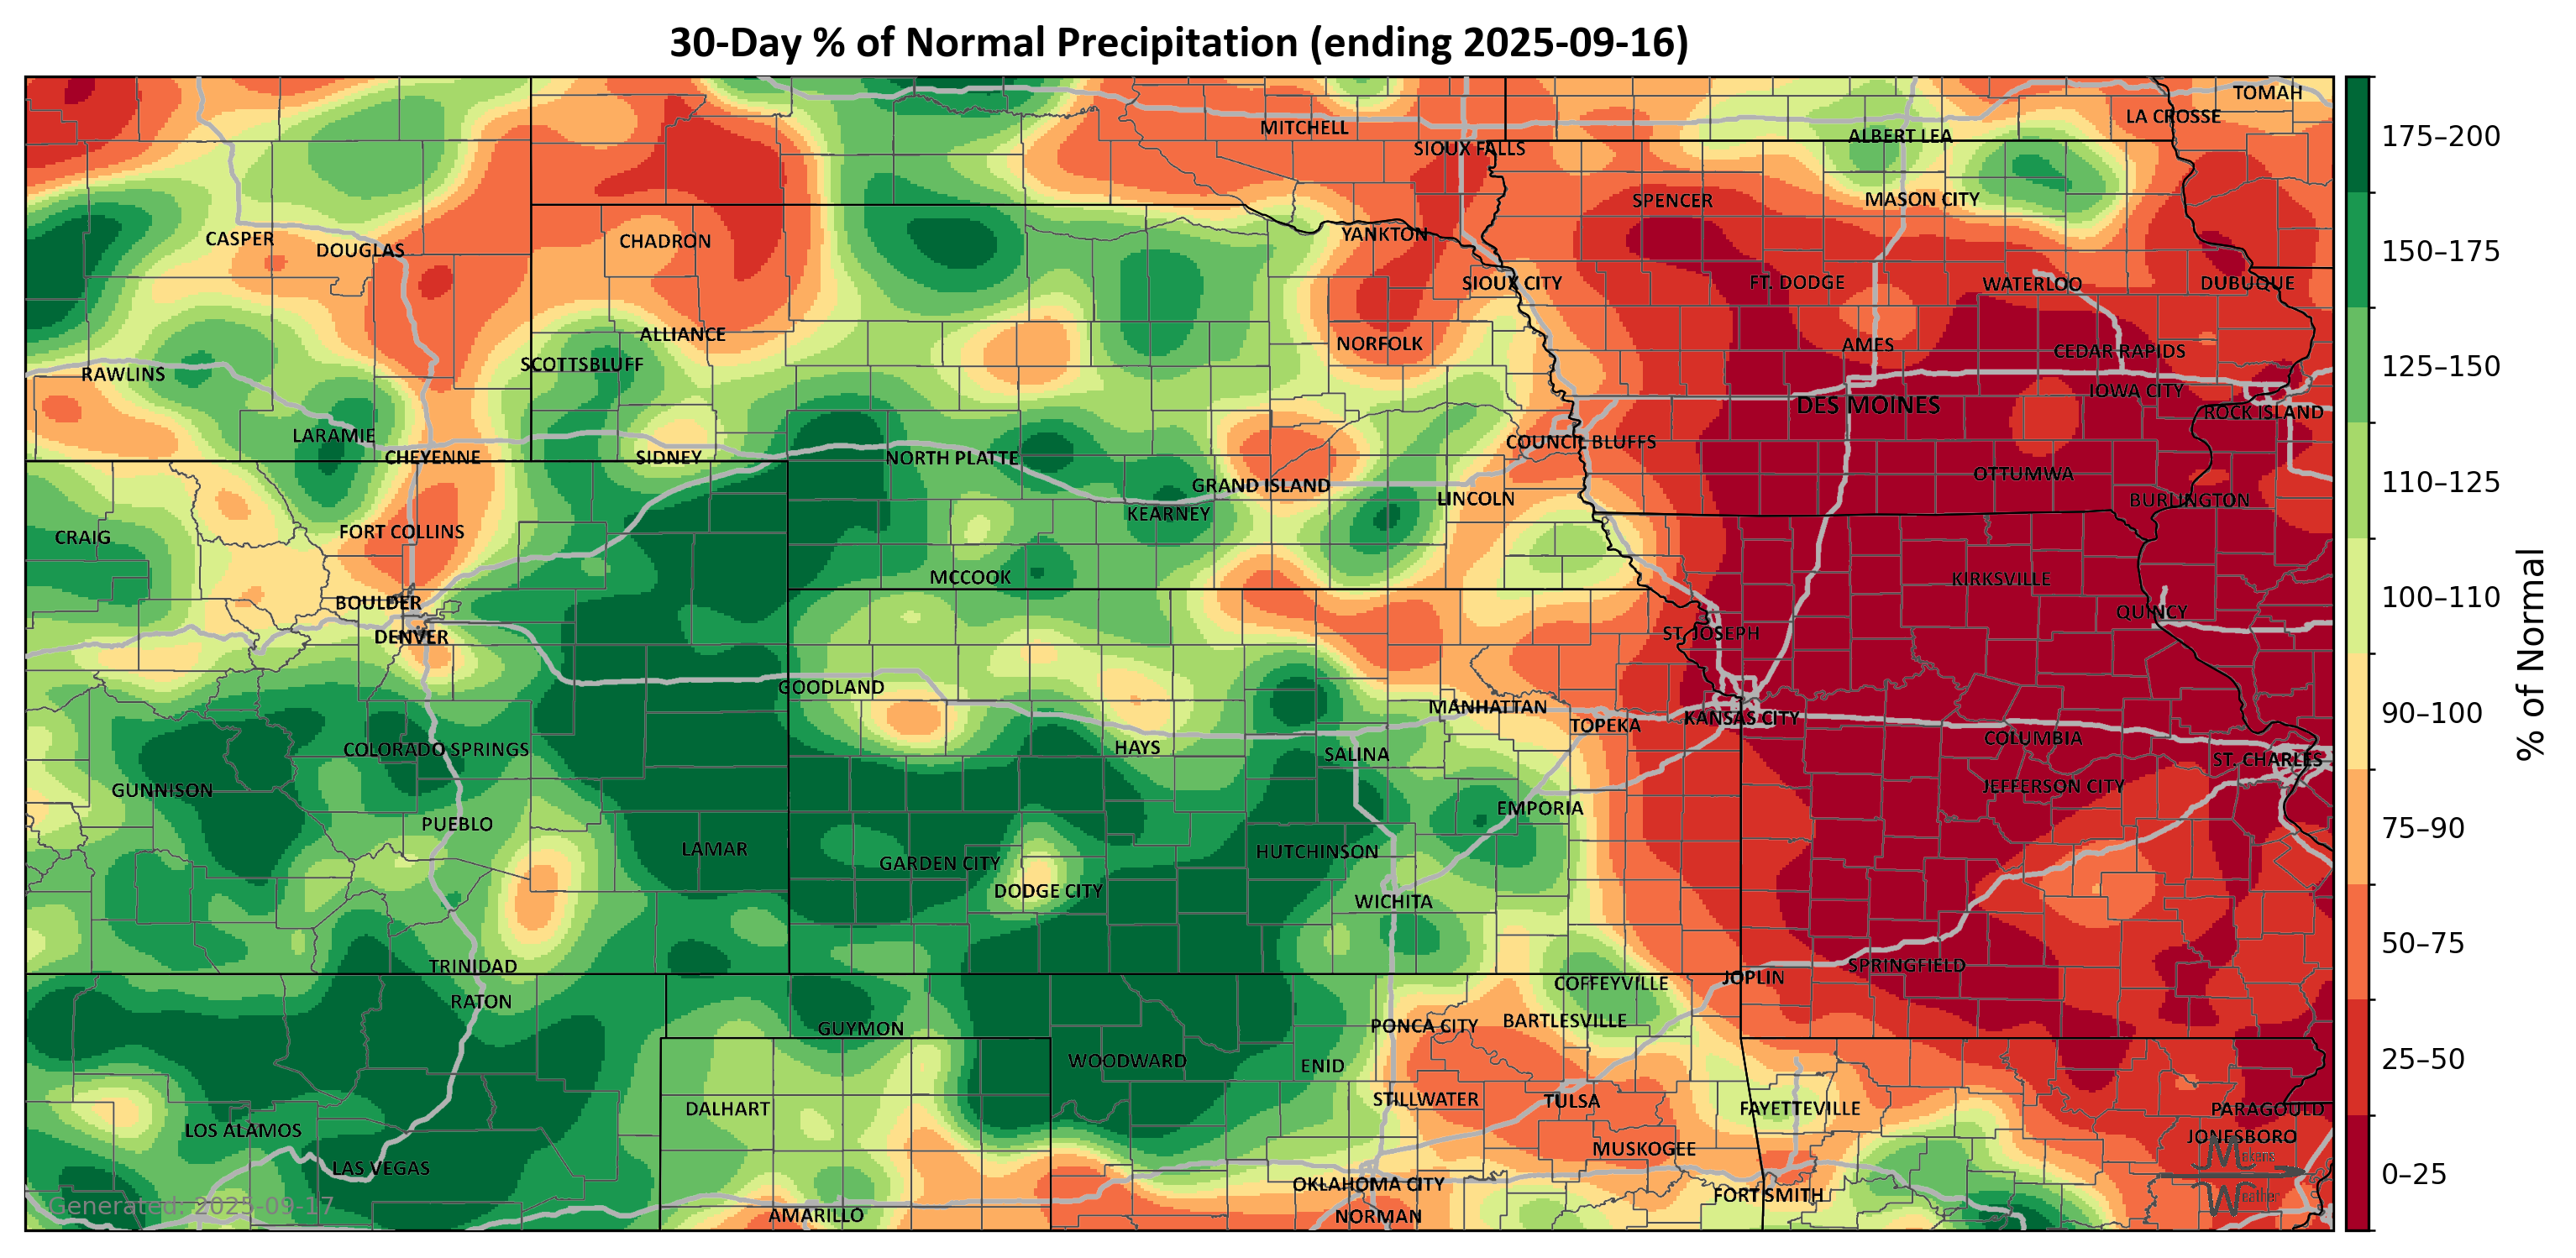 30-Day % of Normal Precipitation (ending 2025-09-16)
TOMAH
LA CROSSE
MITCHELL
ALBERT LEA
SIOUX FALLS
SPENCER
MASON CITY
CASPER
DOUGLAS
CHADRON
YANKTON
SIOUX CITY
FT. DODGE
WATERLOO
DUBUQUE
ALLIANCE
NORFOLK
AMES
CEDAR RAPIDS
SCOTTSBLUFF
RAWLINS
IOWA CITY
DES MOINES
ROCK ISLAND
LARAMIE
COUNCIL BLUFFS
CHEYENNE
SIDNEY
NORTH PLATTE
OTTUMWA
GRAND ISLAND
LINCOLN
BURLINGTON
KEARNEY
FORT COLLINS
CRAIG
MCCOOK
KIRKSVILLE
BOULDER
QUINCY
DENVER
ST. JOSEPH
GOODLAND
MANHATTAN
KANSAS CITY
TOPEKA
COLUMBIA
COLORADO SPRINGS
HAYS
SALINA
ST. CHARLES
GUNNISON
JEFFERSON CITY
EMPORIA
PUEBLO
LAMAR
HUTCHINSON
GARDEN CITY
DODGE CITY
WICHITA
TRINIDAD
SPRINGFIELD
JOPLIN
COFFEYVILLE
RATON
BARTLESVILLE
PONCA CITY
GUYMON
WOODWARD
ENID
STILLWATER
TULSA
DALHART
FAYETTEVILLE
PARAGOULD
LOS ALAMOS
JONESBORO
MUSKOGEE
LAS VEGAS
OKLAHOMA CITY
FORT SMITH
AMARILLO
NORMAN
Generated: 2025-09-17
Makens
Weather
175–200
150–175
125–150
110–125
100–110
90–100
75–90
50–75
25–50
0–25
% of Normal